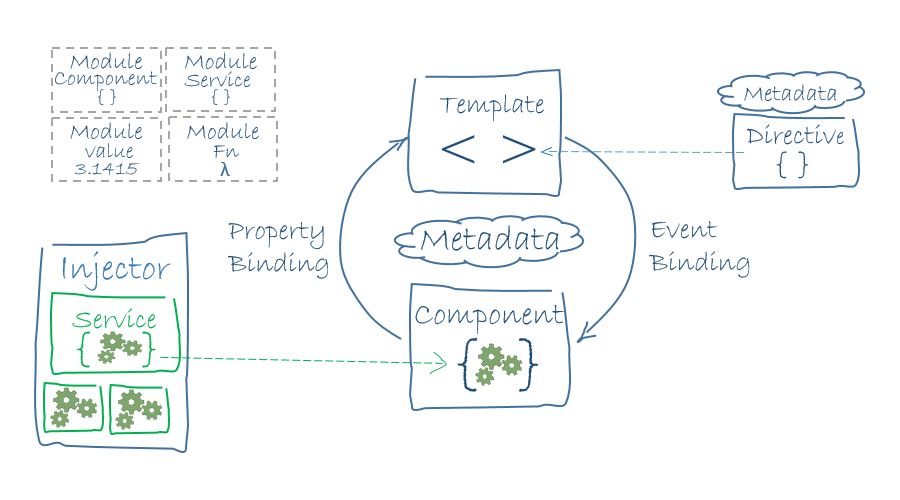 Module
Component
{ }
Module
Service
{ }
Module
value
3.1415
Module
Fn
λ
Template
< >
Metadata
Directive
{ }
Property
Binding
Metadata
Event
Binding
Injector
Service
{ }
Component
{ }